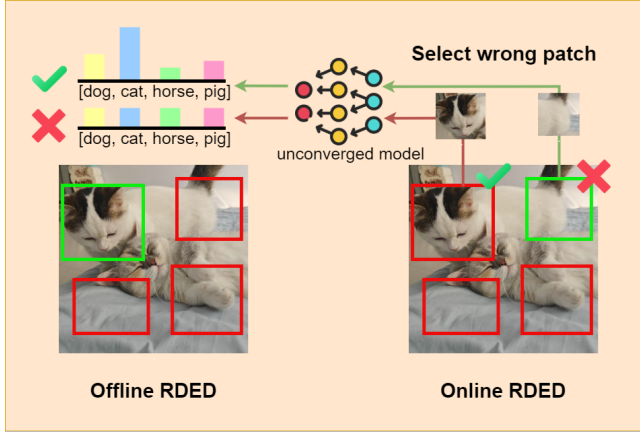 Select wrong patch
[dog, cat, horse, pig]
[dog, cat, horse, pig]
unconverged model
Offline RDED
Online RDED